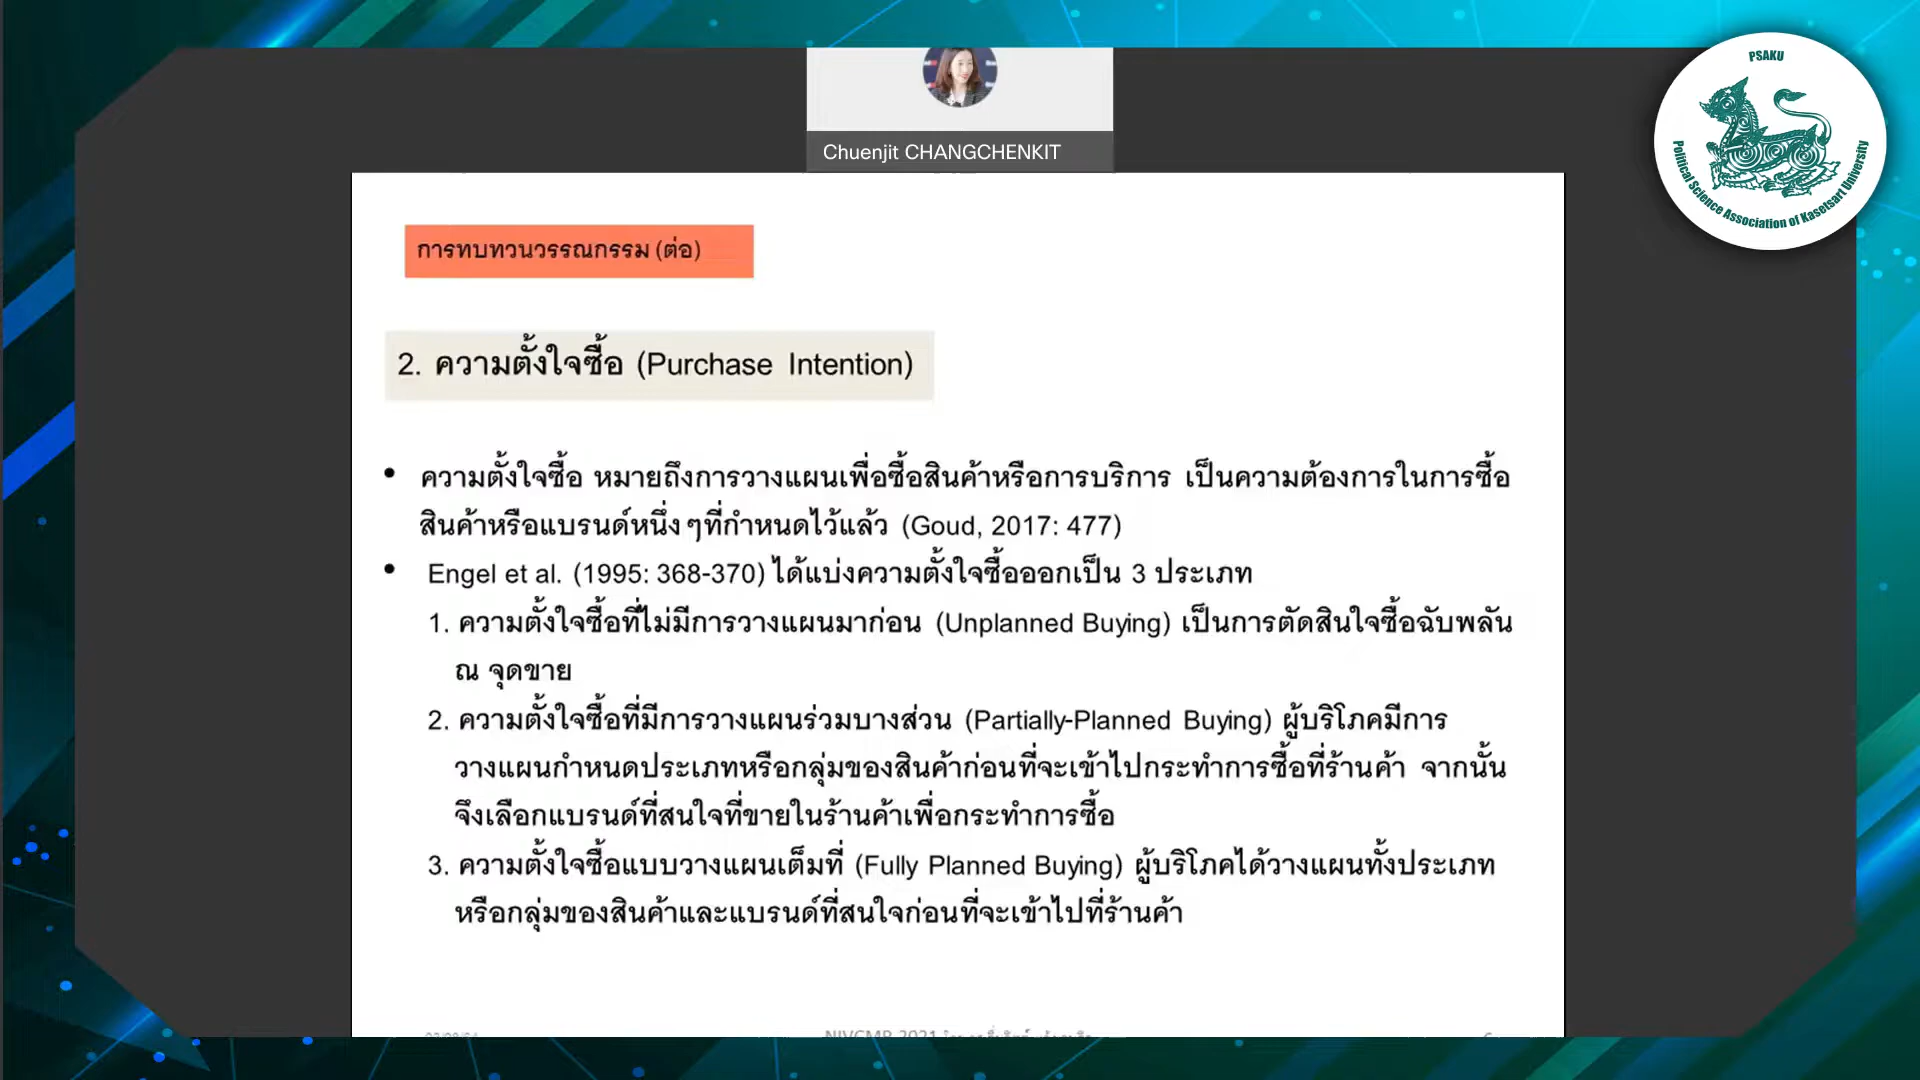 PSAKU
Political Science Association of Kasetsart University
Chuenjit CHANGCHENKIT
การทบทวนวรรณกรรม (ต่อ)
2. ความตั้งใจซื้อ (Purchase Intention)
• ความตั้งใจซื้อ หมายถึงการวางแผนเพื่อซื้อสินค้าหรือการบริการ เป็นความต้องการในการซื้อ
สินค้าหรือแบรนด์หนึ่ง ๆที่กำหนดไว้แล้ว (Goud, 2017: 477)
• Engel et al. (1995: 368-370) ได้แบ่งความตั้งใจซื้อออกเป็น 3 ประเภท
1. ความตั้งใจซื้อที่ไม่มีการวางแผนมาก่อน (Unplanned Buying) เป็นการตัดสินใจซื้อฉับพลัน
ณ จุดขาย
2. ความตั้งใจซื้อที่มีการวางแผนร่วมบางส่วน (Partially-Planned Buying) ผู้บริโภคมีการ
วางแผนกำหนดประเภทหรือกลุ่มของสินค้าก่อนที่จะเข้าไปกระทำการซื้อที่ร้านค้า จากนั้น
จึงเลือกแบรนด์ที่สนใจที่ขายในร้านค้าเพื่อกระทำการซื้อ
3. ความตั้งใจซื้อแบบวางแผนเต็มที่ (Fully Planned Buying) ผู้บริโภคได้วางแผนทั้งประเภท
หรือกลุ่มของสินค้าและแบรนด์ที่สนใจก่อนที่จะเข้าไปที่ร้านค้า
2021